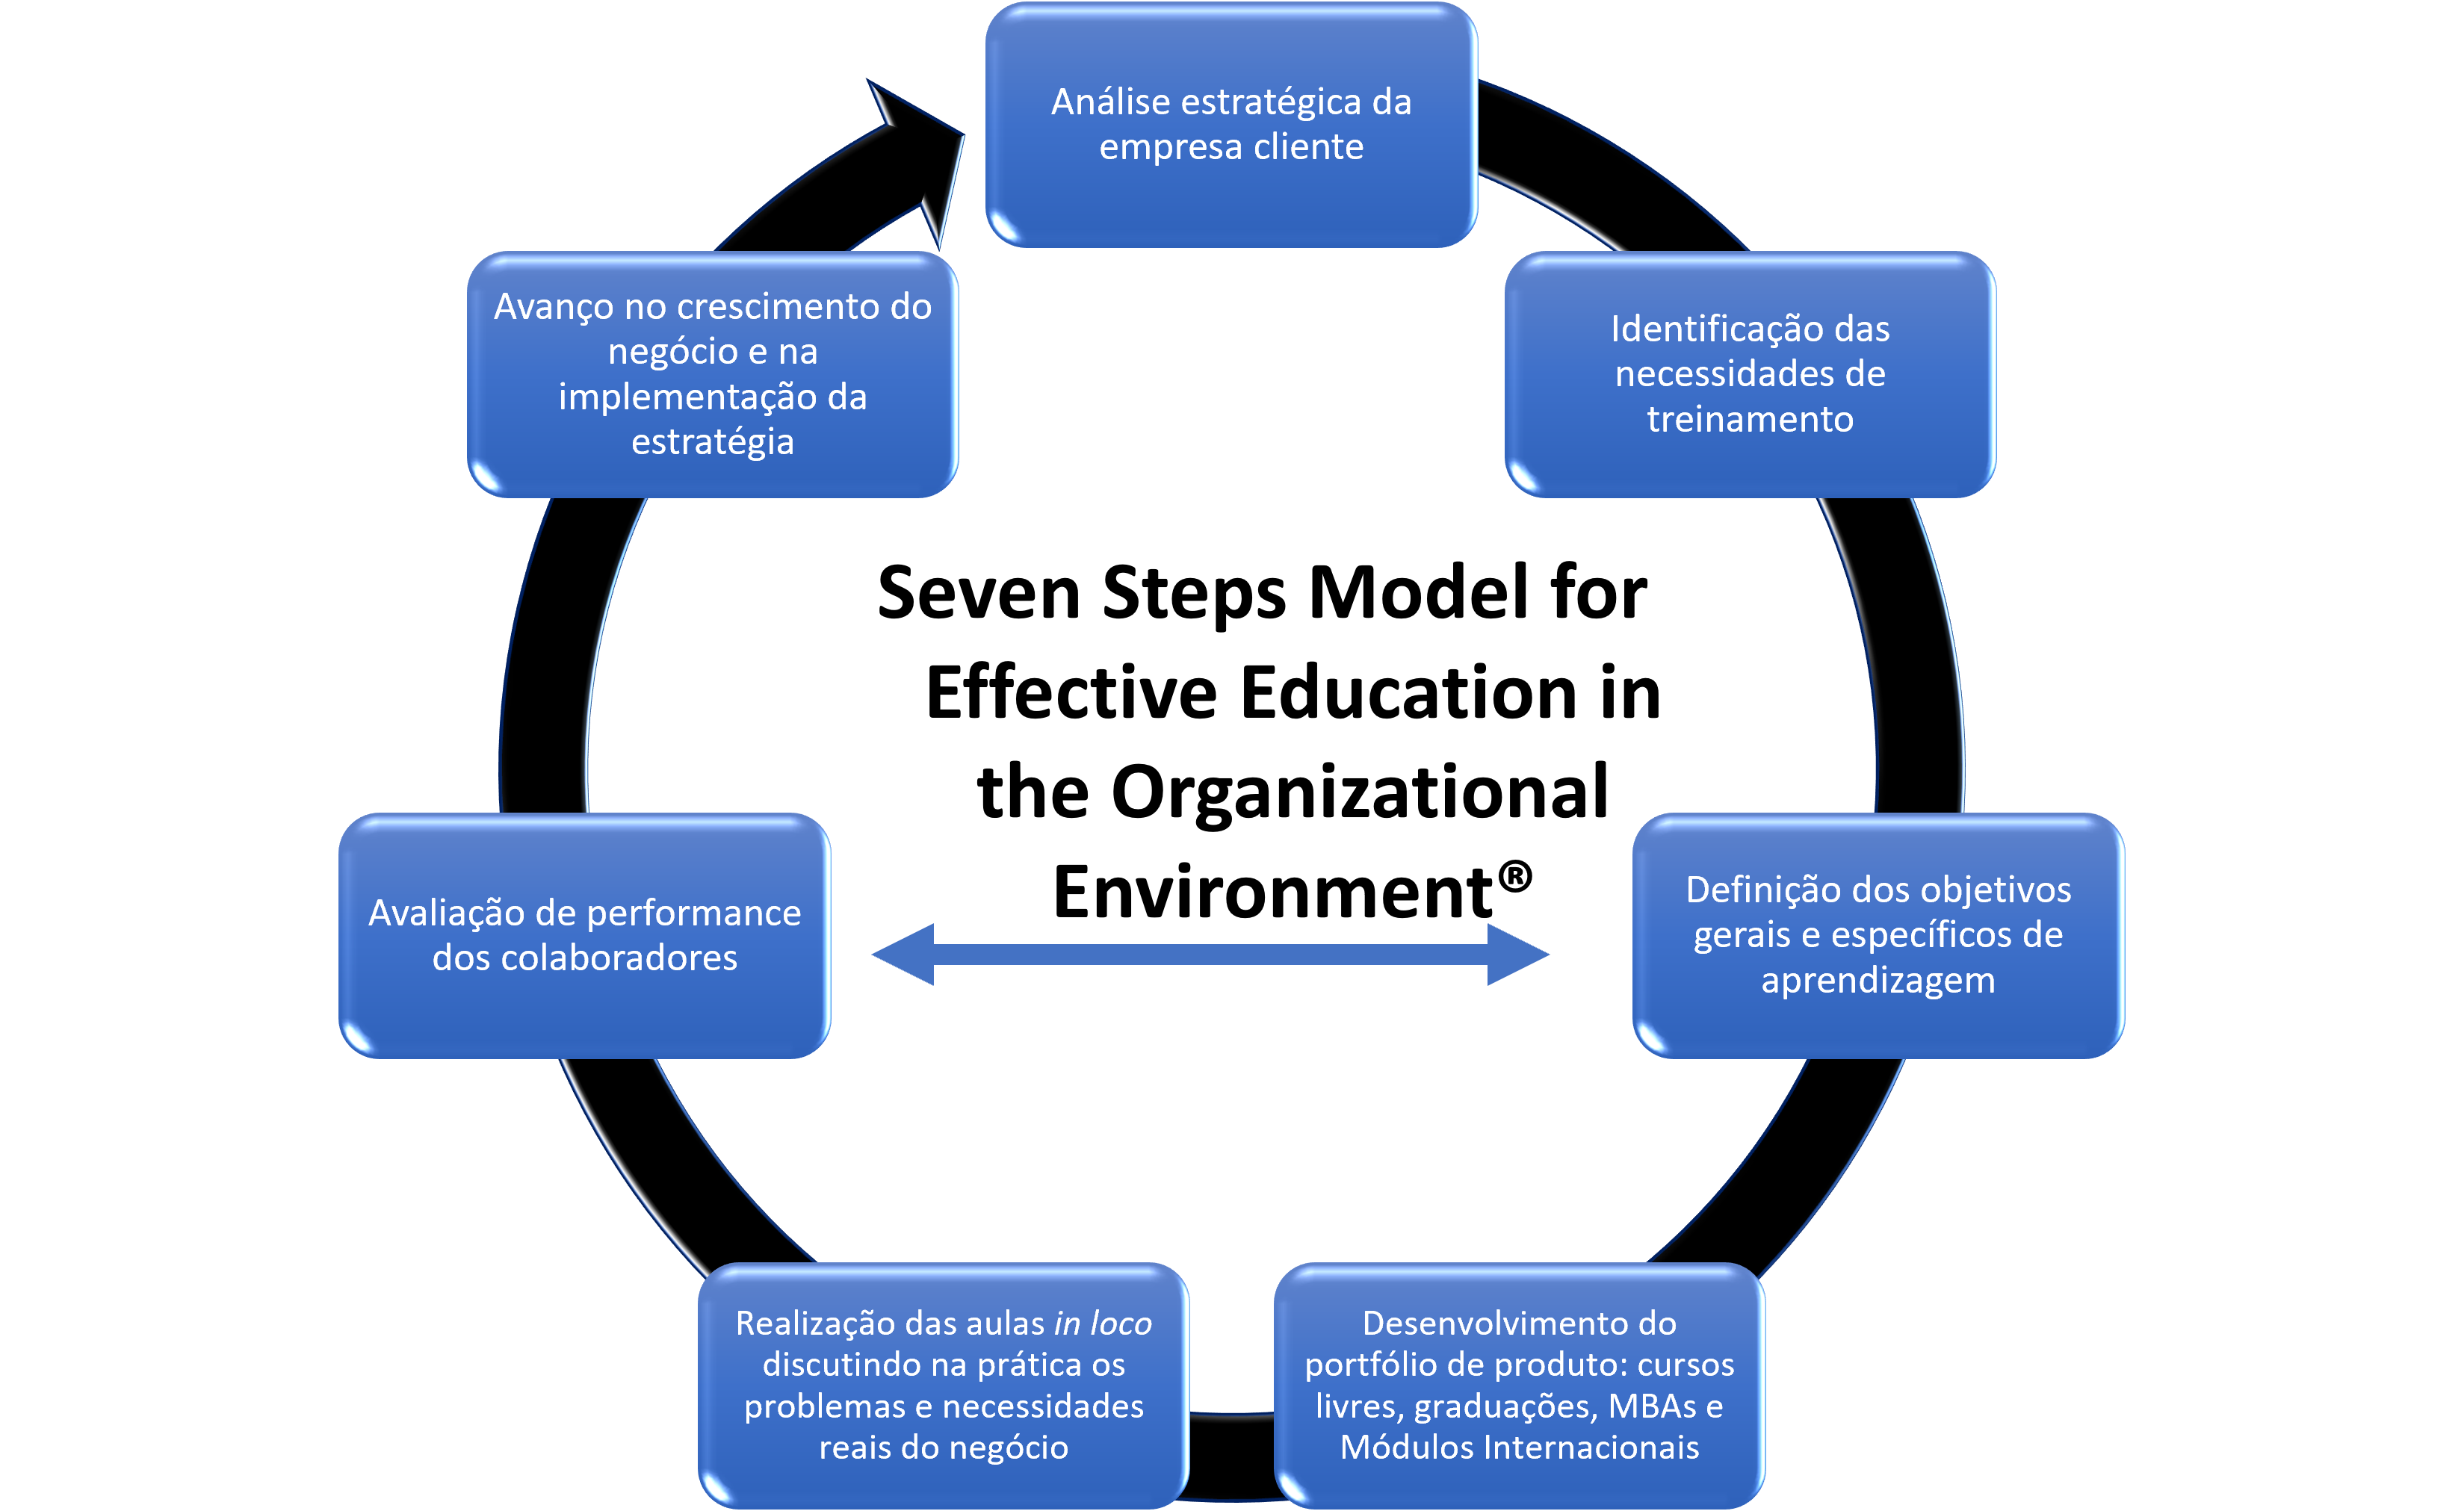 Análise estratégica da
empresa cliente
Identificação das
necessidades de
treinamento
Definição dos objetivos
gerais e específicos de
aprendizagem
Desenvolvimento do
portfólio de produto: cursos
livres, graduações, MBAs e
Módulos Internacionais
Realização das aulas in loco
discutindo na prática os
problemas e necessidades
reais do negócio
Avaliação de performance
dos colaboradores
Avanço no crescimento do
negócio e na
implementação da
estratégia
Seven Steps Model for
Effective Education in
the Organizational
Environment®